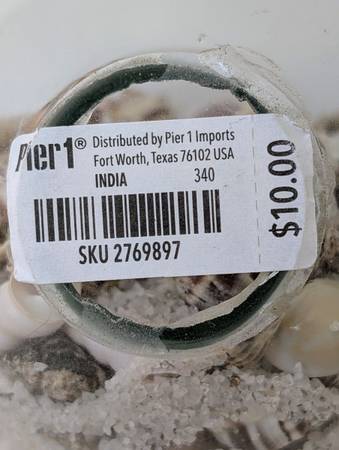 Pier1® Distributed by Pier 1 Imports
Fort Worth, Texas 76102 USA
INDIA 340
SKU 2769897
$10.00